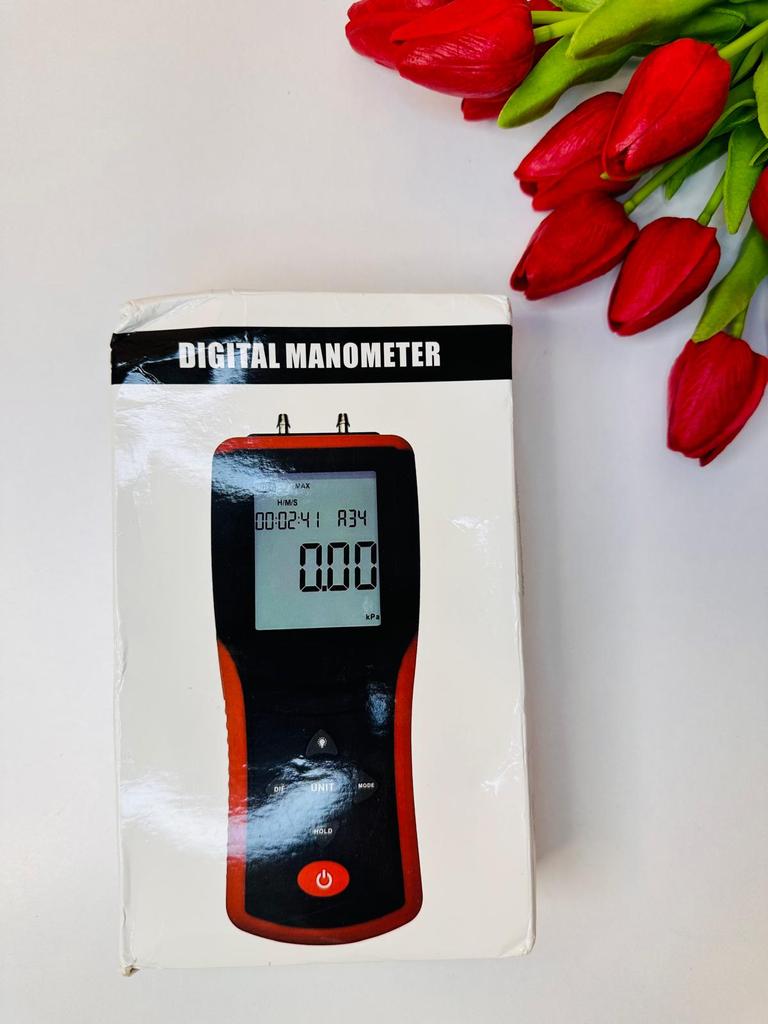 DIGITAL MANOMETER
MAX
H/M/S
00:02:41 A34
0.00
kPa
UNIT
MODE
HOLD